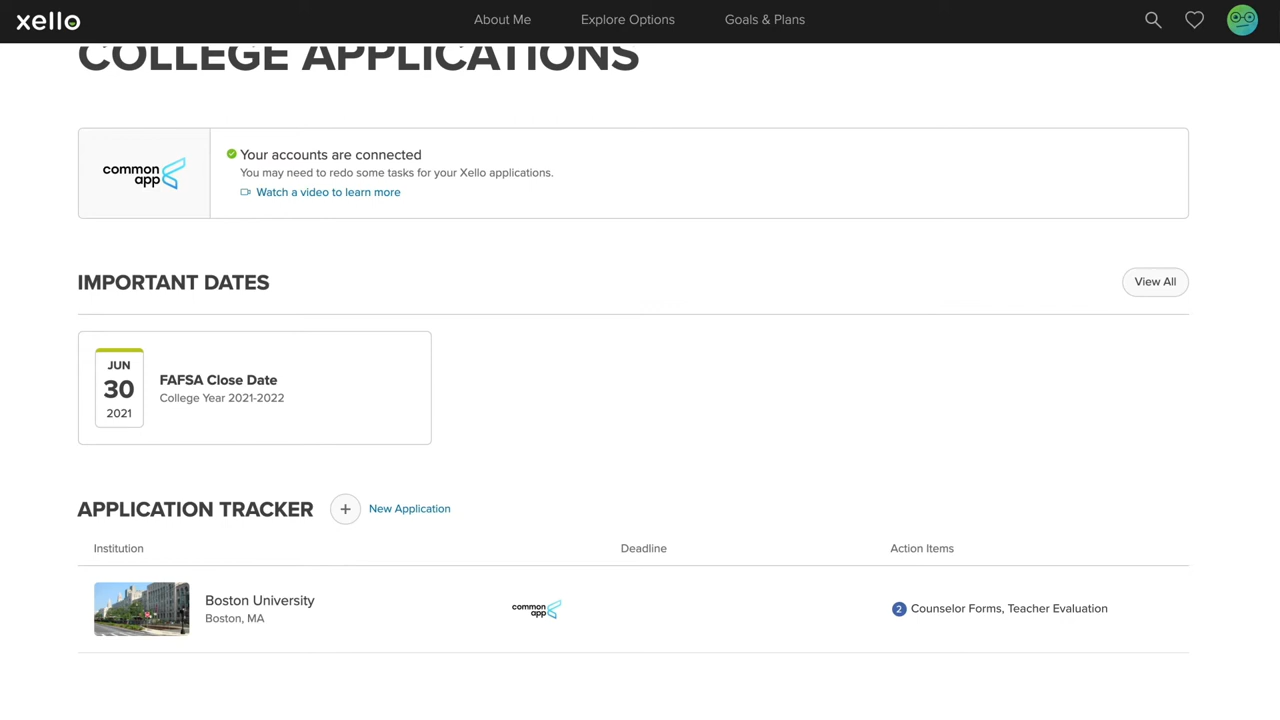 xello
About Me
Explore Options
Goals & Plans
COLLEGE APPLICATIONS
common
app
Your accounts are connected
You may need to redo some tasks for your Xello applications.
Watch a video to learn more
IMPORTANT DATES
View All
JUN
30
2021
FAFSA Close Date
College Year 2021-2022
APPLICATION TRACKER
+
New Application
Institution
Deadline
Action Items
Boston University
Boston, MA
common
app
2 Counselor Forms, Teacher Evaluation